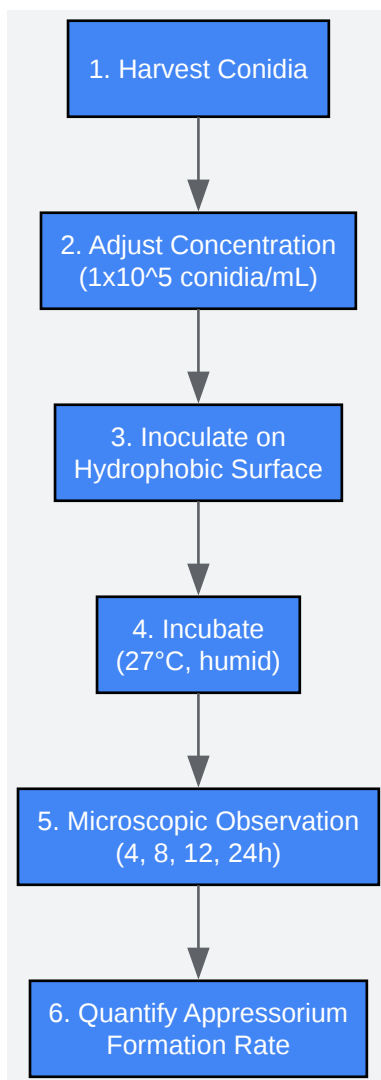 1. Harvest Conidia
2. Adjust Concentration
(1x10^5 conidia/mL)
3. Inoculate on
Hydrophobic Surface
4. Incubate
(27°C, humid)
5. Microscopic Observation
(4, 8, 12, 24h)
6. Quantify Appressorium
Formation Rate